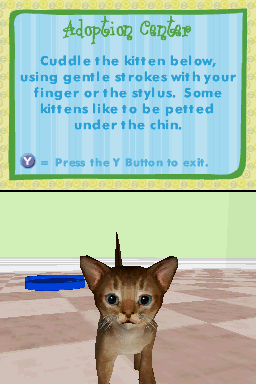 Adoption Center
Cuddle the kitten below,
using gentle strokes with your
finger or the stylus. Some
kittens like to be petted
under the chin.
Y = Press the Y Button to exit.